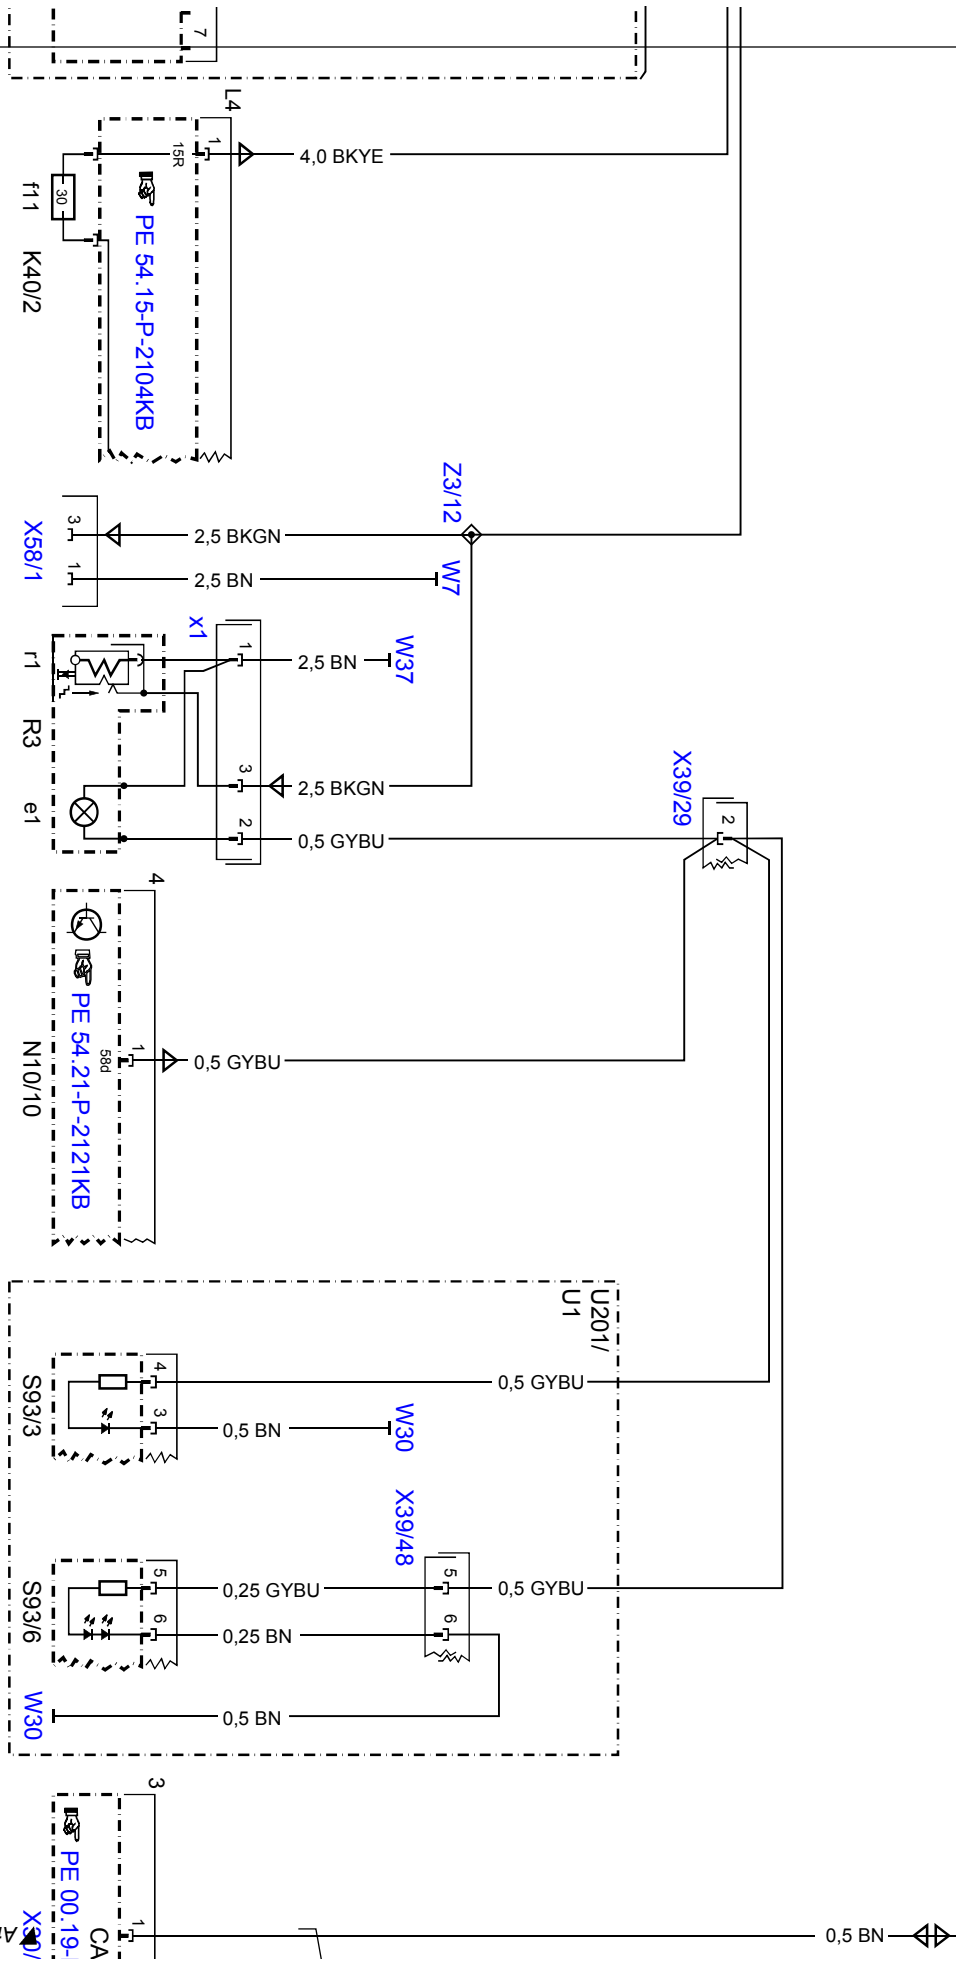 7
L4
1
15R
4,0 BKYE
30
f11
K40/2
PE 54.15-P-2104KB
Z3/12
3
2,5 BKGN
X58/1
1
2,5 BN
W7
x1
1
2,5 BN
W37
r1
R3
e1
3
2,5 BKGN
2
0,5 GYBU
X39/29
2
4
PE 54.21-P-2121KB
58d
1
0,5 GYBU
N10/10
U201/
U1
4
0,5 GYBU
3
0,5 BN
W30
S93/3
X39/48
5
0,25 GYBU
5
0,5 GYBU
6
0,25 BN
6
S93/6
0,5 BN
W30
3
PE 00.19-
CA
1
0,5 BN